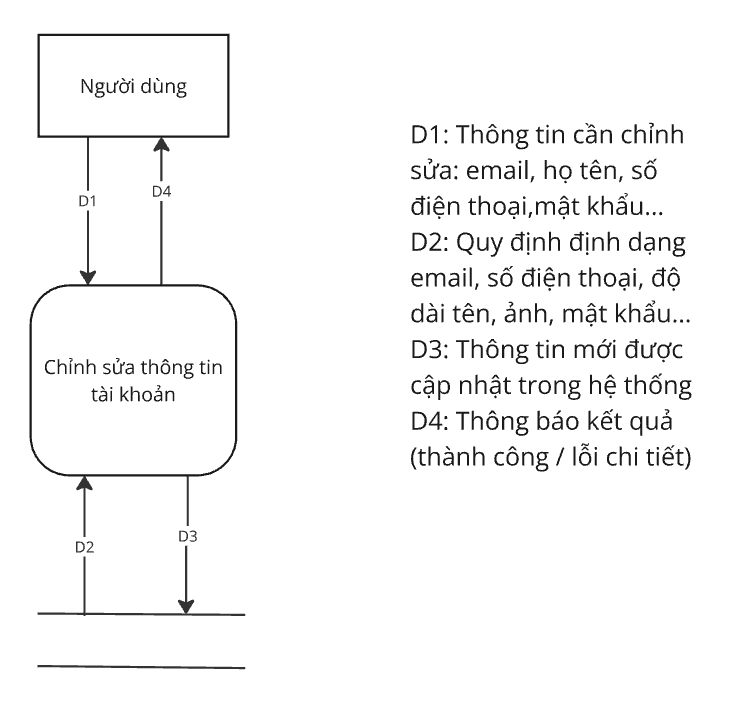 Người dùng
D1
D4
Chỉnh sửa thông tin
tài khoản
D2
D3
D1: Thông tin cần chỉnh
sửa: email, họ tên, số
điện thoại,mật khẩu...
D2: Quy định định dạng
email, số điện thoại, độ
dài tên, ảnh, mật khẩu...
D3: Thông tin mới được
cập nhật trong hệ thống
D4: Thông báo kết quả
(thành công / lỗi chi tiết)